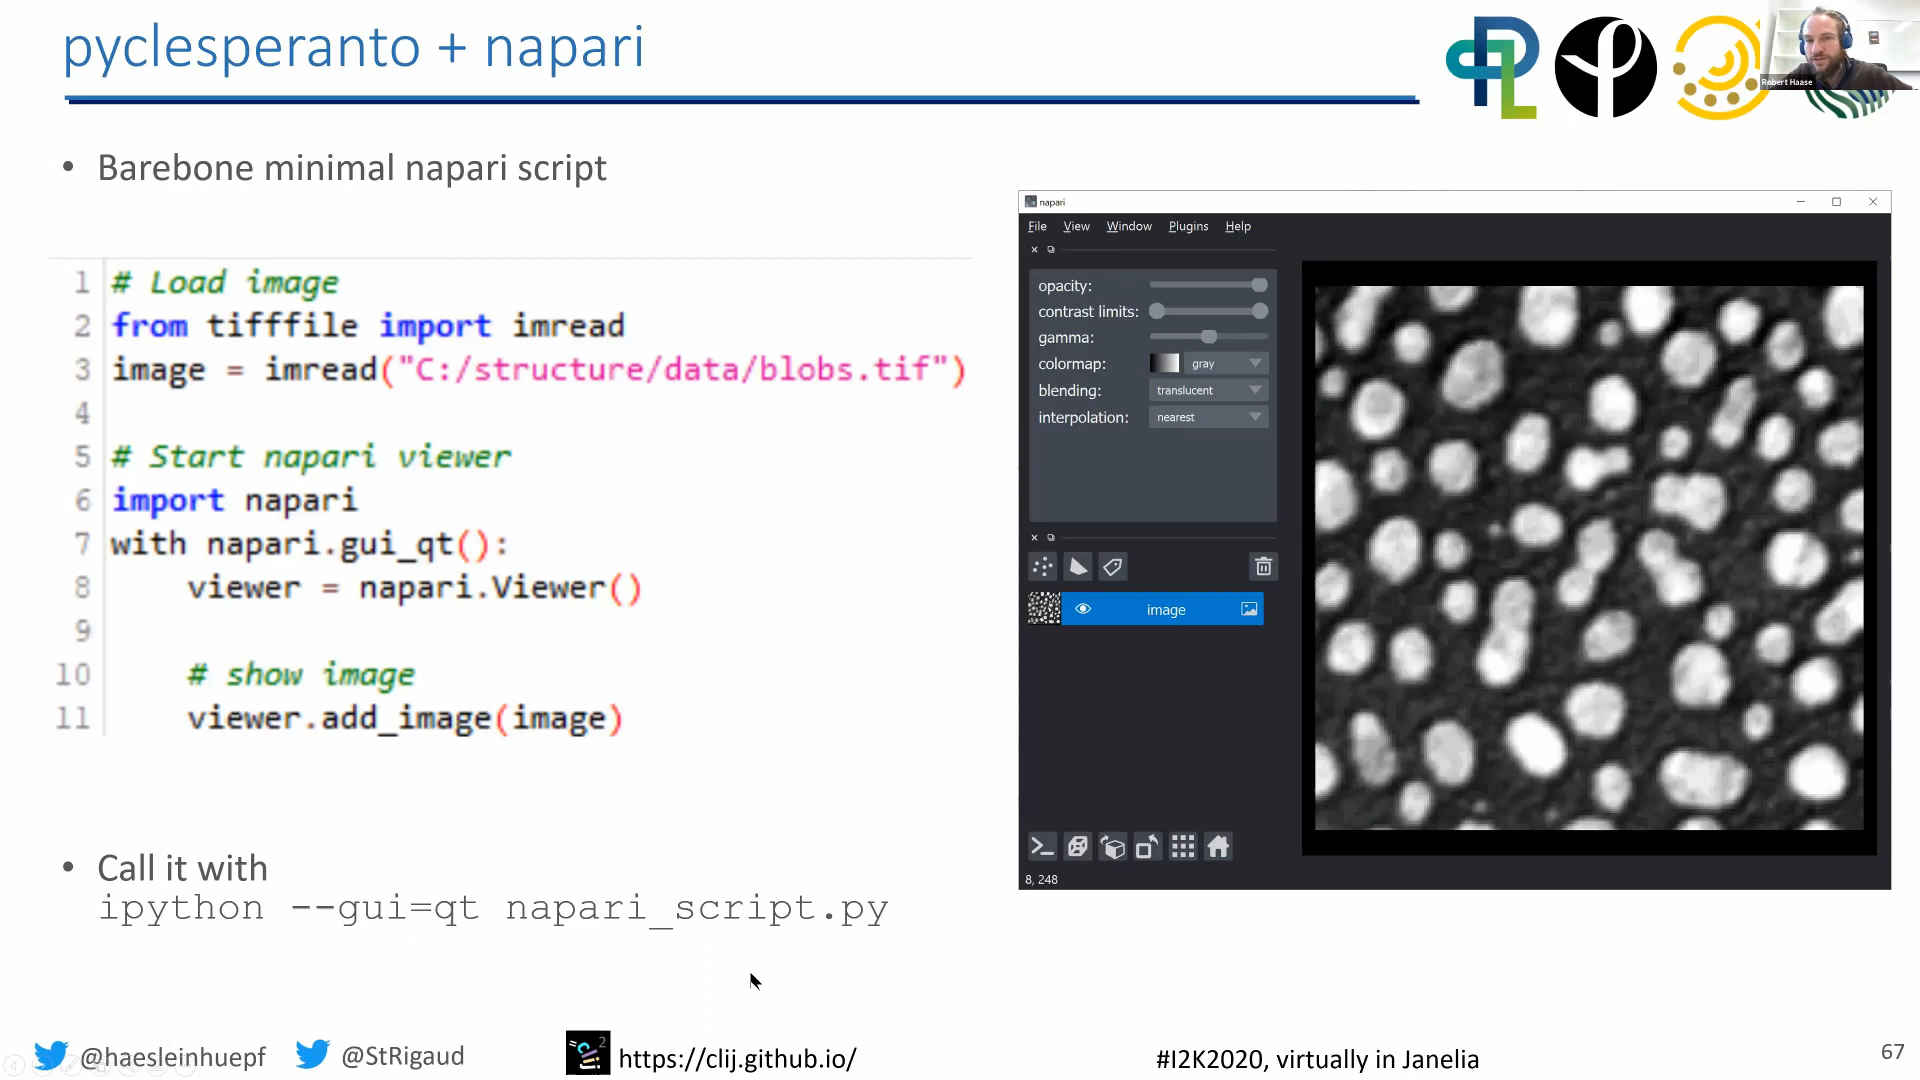 pyclesperanto + napari
Robert Haase
• Barebone minimal napari script
1 # Load image
2 from tifffile import imread
3 image = imread("C:/structure/data/blobs.tif")
4
5 # Start napari viewer
6 import napari
7 with napari.gui_qt():
8 viewer = napari.Viewer()
9
10 # show image
11 viewer.add_image(image)
napari
File View Window Plugins Help
opacity:
contrast limits:
gamma:
colormap: gray
blending: translucent
interpolation: nearest
image
8, 248
• Call it with
ipython --gui=qt napari_script.py
@haesleinhuepf @StRigaud https://clij.github.io/ #I2K2020, virtually in Janelia 67